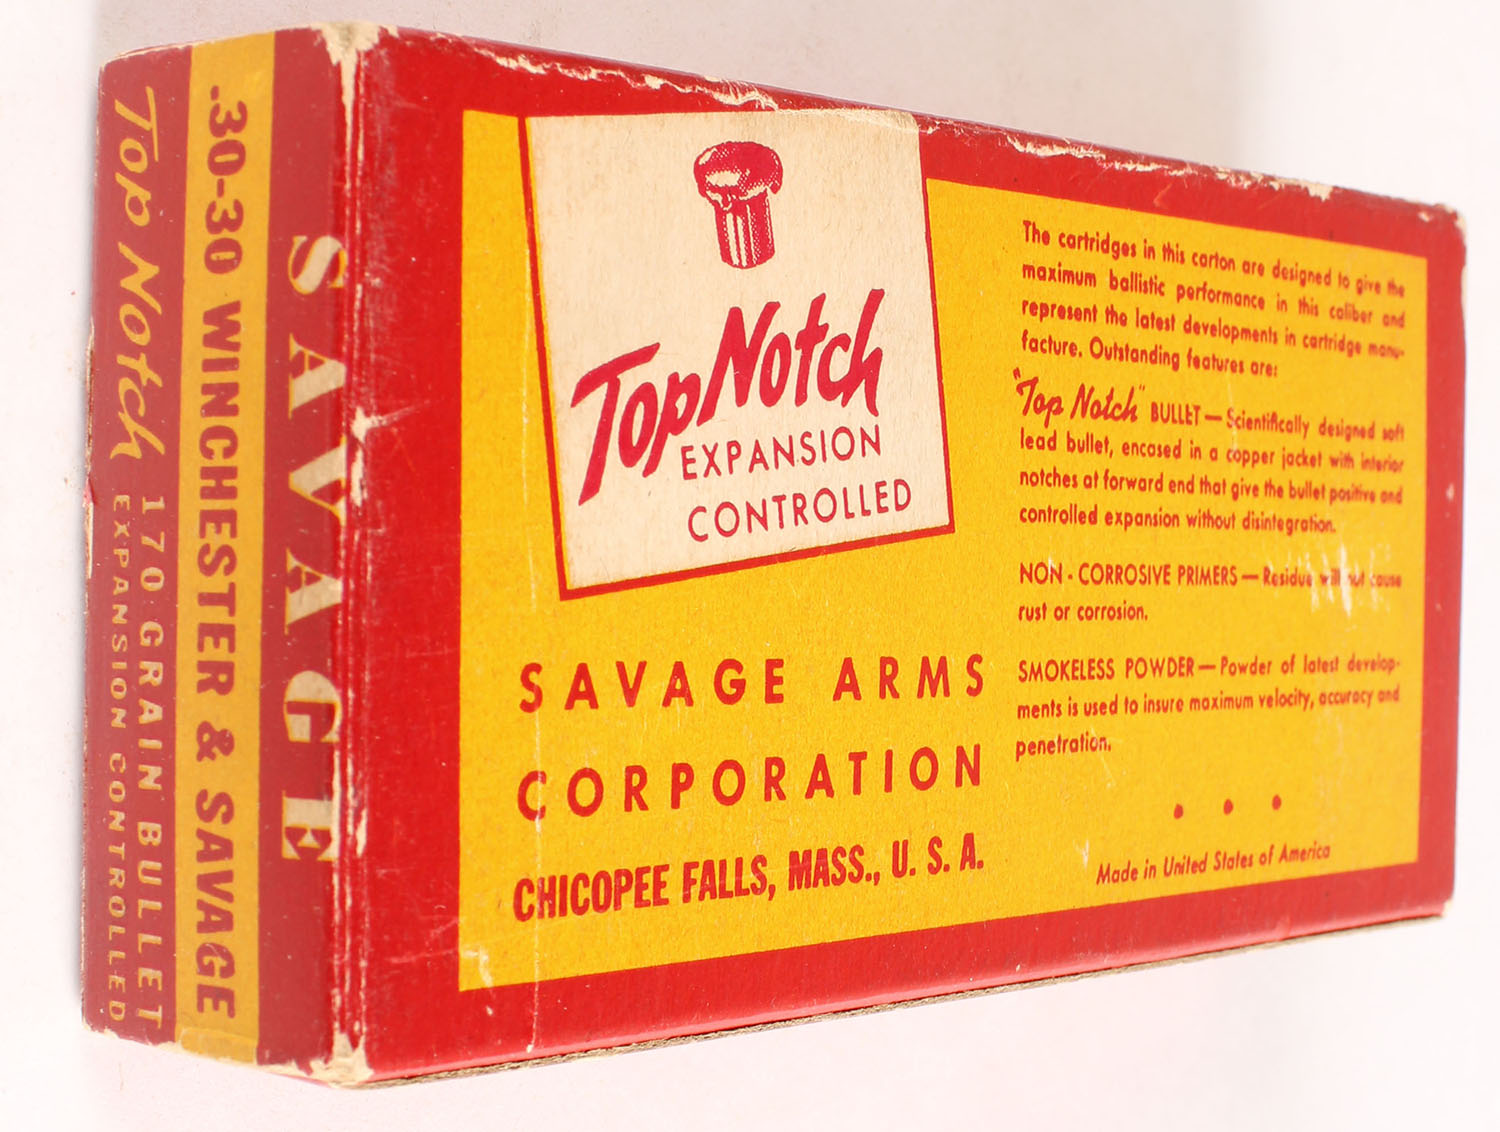 SAVAGE
.30-30 WINCHESTER & SAVAGE
Top Notch 170 GRAIN BULLET
EXPANSION CONTROLLED
Top Notch
EXPANSION
CONTROLLED
SAVAGE ARMS
CORPORATION
CHICOPEE FALLS, MASS., U. S. A.
The cartridges in this carton are designed to give the
maximum ballistic performance in this caliber and
represent the latest developments in cartridge manu-
facture. Outstanding features are:
"Top Notch" BULLET — Scientifically designed soft
lead bullet, encased in a copper jacket with interior
notches at forward end that give the bullet positive and
controlled expansion without disintegration.
NON - CORROSIVE PRIMERS — Residue will not cause
rust or corrosion.
SMOKELESS POWDER — Powder of latest develop-
ments is used to insure maximum velocity, accuracy and
penetration.
Made in United States of America